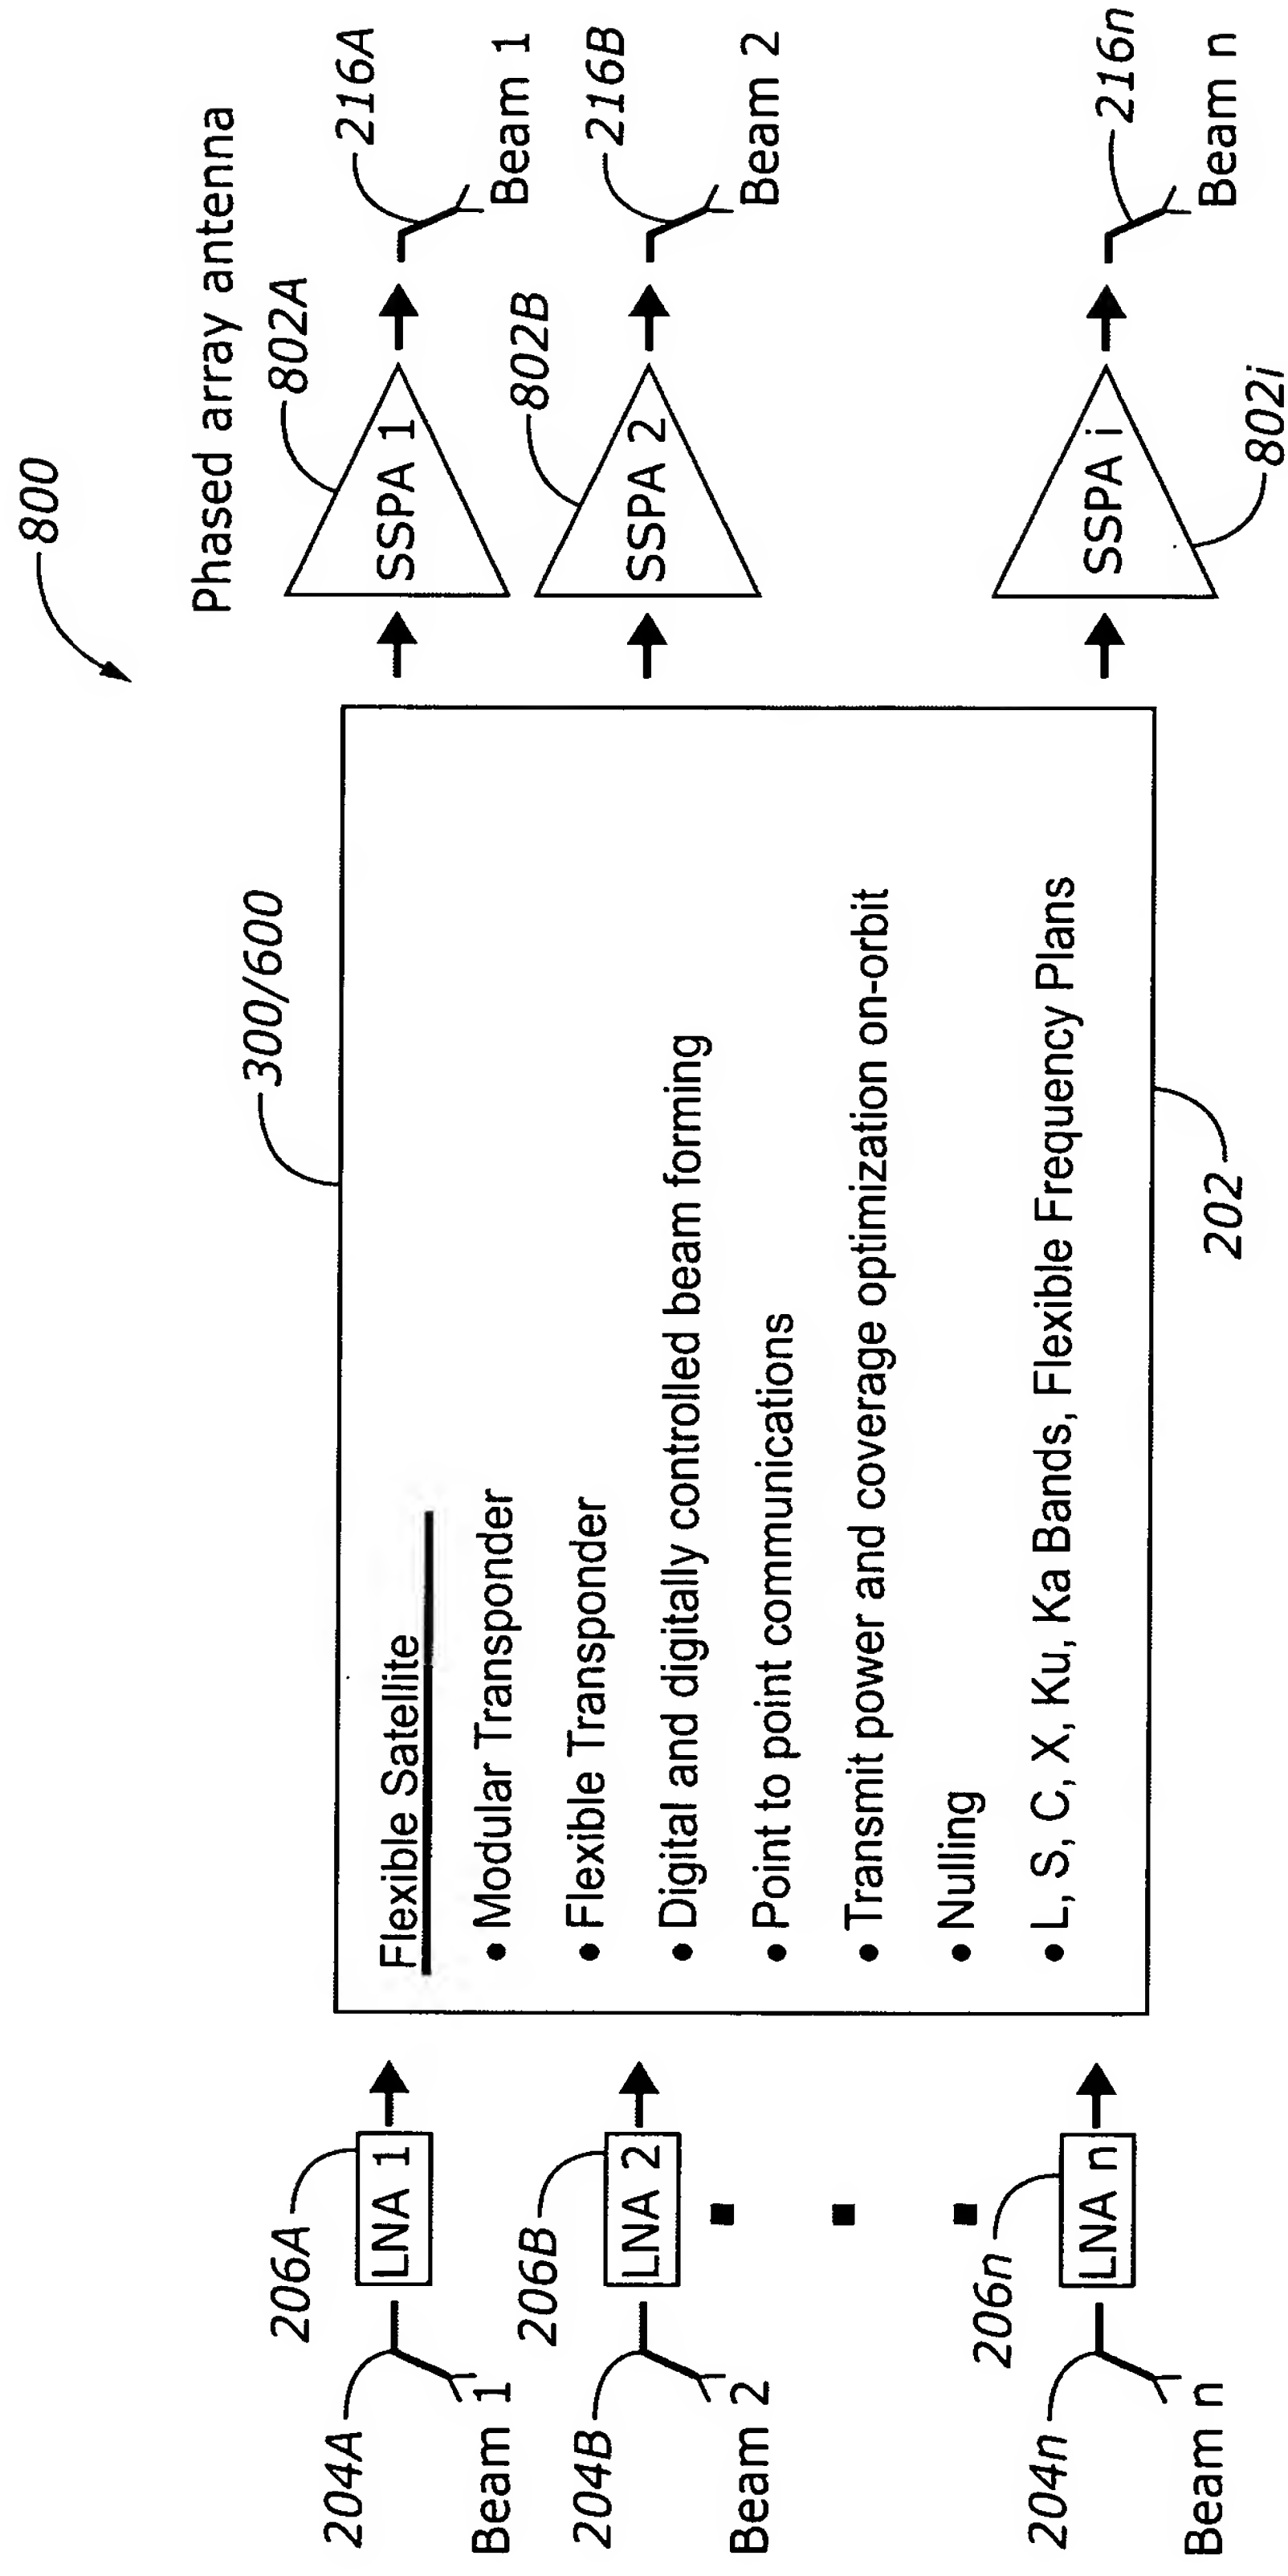 800
Phased array antenna
300/600
204A
206A
LNA 1
Beam 1
204B
206B
LNA 2
Beam 2
204n
206n
LNA n
Beam n
Flexible Satellite
• Modular Transponder
• Flexible Transponder
• Digital and digitally controlled beam forming
• Point to point communications
• Transmit power and coverage optimization on-orbit
• Nulling
• L, S, C, X, Ku, Ka Bands, Flexible Frequency Plans
202
802A
SSPA 1
216A
Beam 1
802B
SSPA 2
216B
Beam 2
SSPA i
802i
216n
Beam n